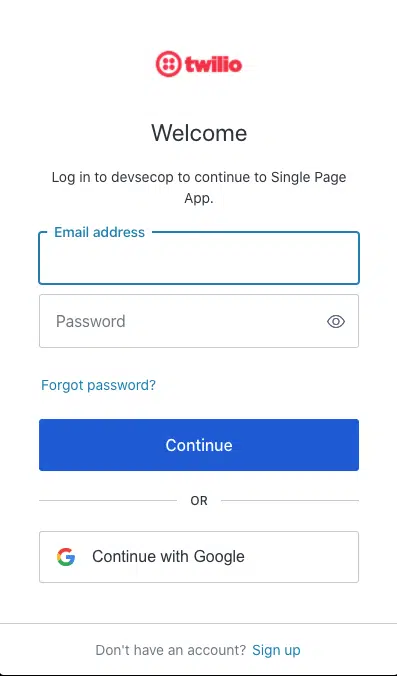 twilio
Welcome
Log in to devsecop to continue to Single Page
App.
Email address
Password
Forgot password?
Continue
OR
Continue with Google
Don't have an account? Sign up